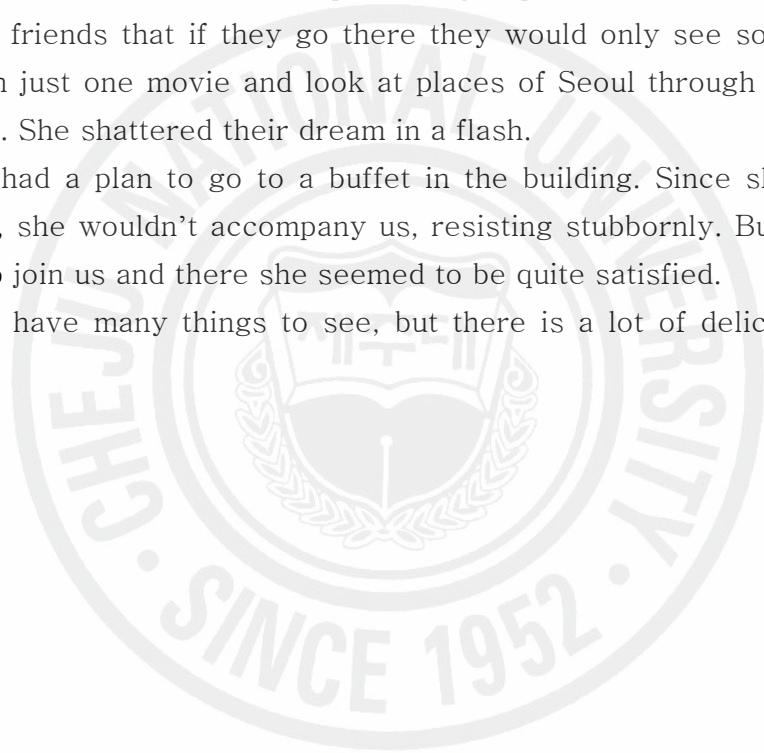 friends that if they go there they would only see so
just one movie and look at places of Seoul through
. She shattered their dream in a flash.
had a plan to go to a buffet in the building. Since s
, she wouldn't accompany us, resisting stubbornly. Bu
join us and there she seemed to be quite satisfied.
have many things to see, but there is a lot of delic
CHEJU NATIONAL UNIVERSITY
제주대
· SINCE 1952 ·